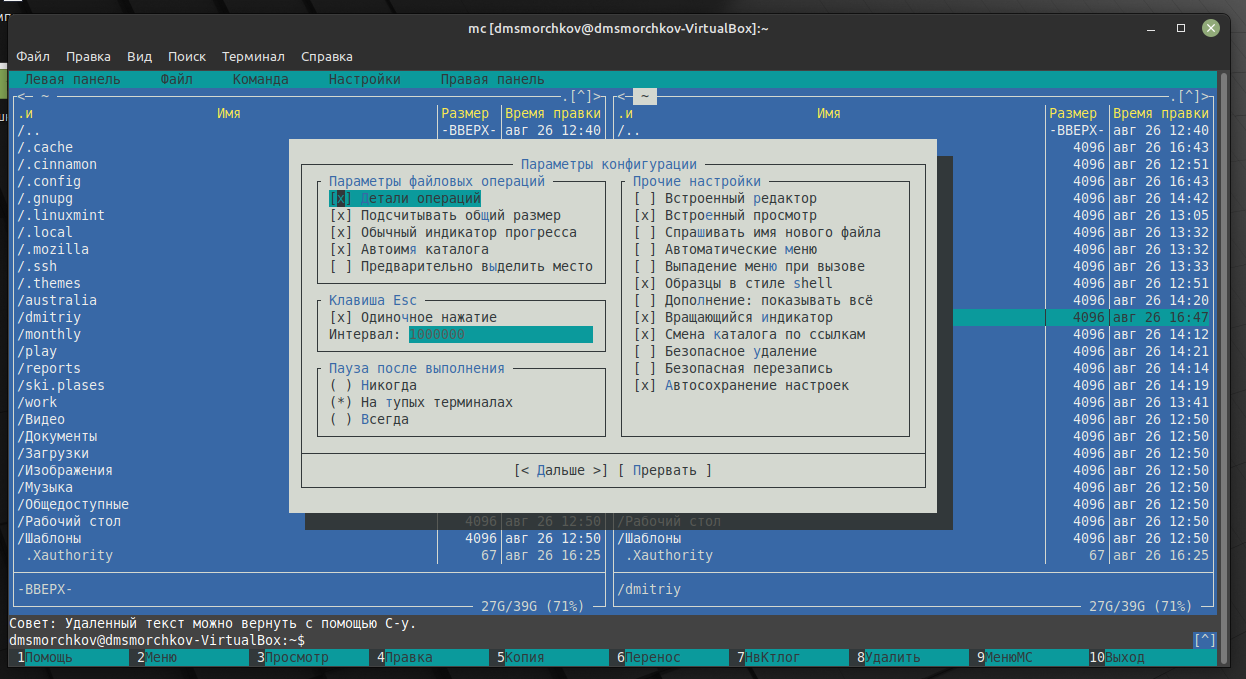 mc [dmsmorchkov@dmsmorchkov-VirtualBox]:~
Файл Правка Вид Поиск Терминал Справка
Левая панель Файл Команда Настройки Правая панель
<─ ~ .[^]> <─ ~ .[^]>
.и Имя Размер Время правки .и Имя Размер Время правки
/.. -ВВЕРХ- авг 26 12:40 /.. -ВВЕРХ- авг 26 12:40
/.cache 4096 авг 26 16:43
/.cinnamon Параметры конфигурации 4096 авг 26 12:51
/.config Параметры файловых операций Прочие настройки 4096 авг 26 16:43
/.gnupg [x] Детали операций [ ] Встроенный редактор 4096 авг 26 14:42
/.linuxmint [x] Подсчитывать общий размер [x] Встроенный просмотр 4096 авг 26 13:05
/.local [x] Обычный индикатор прогресса [ ] Спрашивать имя нового файла 4096 авг 26 13:32
/.mozilla [x] Автоимя каталога [ ] Автоматические меню 4096 авг 26 13:32
/.ssh [ ] Предварительно выделить место [ ] Выпадение меню при вызове 4096 авг 26 13:33
/.themes [x] Образцы в стиле shell 4096 авг 26 12:51
/australia Клавиша Esc [ ] Дополнение: показывать всё 4096 авг 26 14:20
/dmitriy [x] Одиночное нажатие [x] Вращающийся индикатор 4096 авг 26 16:47
/monthly Интервал: 1000000 [x] Смена каталога по ссылкам 4096 авг 26 14:12
/play [ ] Безопасное удаление 4096 авг 26 14:21
/reports Пауза после выполнения [ ] Безопасная перезапись 4096 авг 26 14:14
/ski.plases ( ) Никогда [x] Автосохранение настроек 4096 авг 26 14:19
/work (*) На тупых терминалах 4096 авг 26 13:41
/Видео ( ) Всегда 4096 авг 26 12:50
/Документы 4096 авг 26 12:50
/Загрузки 4096 авг 26 12:50
/Изображения [< Дальше >] [ Прервать ] 4096 авг 26 12:50
/Музыка 4096 авг 26 12:50
/Общедоступные 4096 авг 26 12:50
/Рабочий стол 4096 авг 26 12:50 /Рабочий стол 4096 авг 26 12:50
/Шаблоны 4096 авг 26 12:50 /Шаблоны 4096 авг 26 12:50
.Xauthority 67 авг 26 16:25 .Xauthority 67 авг 26 16:25
-ВВЕРХ- /dmitriy
27G/39G (71%) 27G/39G (71%)
Совет: Удаленный текст можно вернуть с помощью C-y.
dmsmorchkov@dmsmorchkov-VirtualBox:~$ [^]
1Помощь 2Меню 3Просмотр 4Правка 5Копия 6Перенос 7НвКтлог 8Удалить 9МенюМС 10Выход